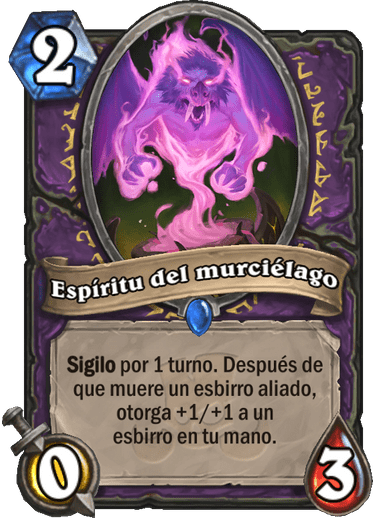 2
Espíritu del murciélago
Sigilo por 1 turno. Después de
que muere un esbirro aliado,
otorga +1/+1 a un
esbirro en tu mano.
0
3